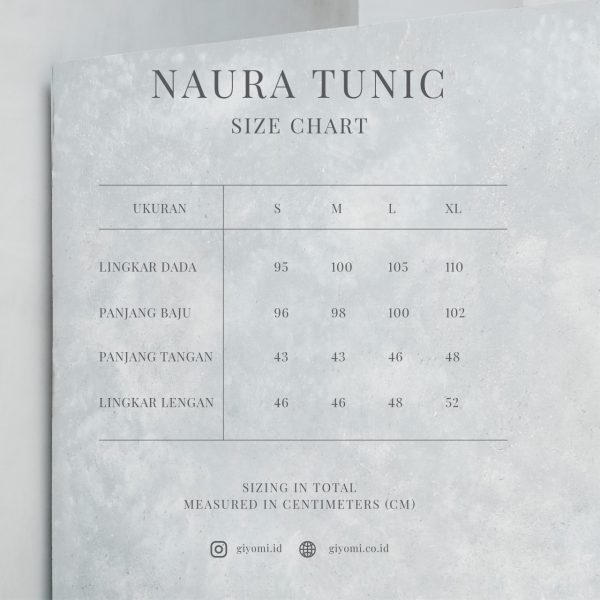 NAURA TUNIC
SIZE CHART
UKURAN S M L XL
LINGKAR DADA 95 100 105 110
PANJANG BAJU 96 98 100 102
PANJANG TANGAN 43 43 46 48
LINGKAR LENGAN 46 46 48 52
SIZING IN TOTAL
MEASURED IN CENTIMETERS (CM)
giyomi.id giyomi.co.id